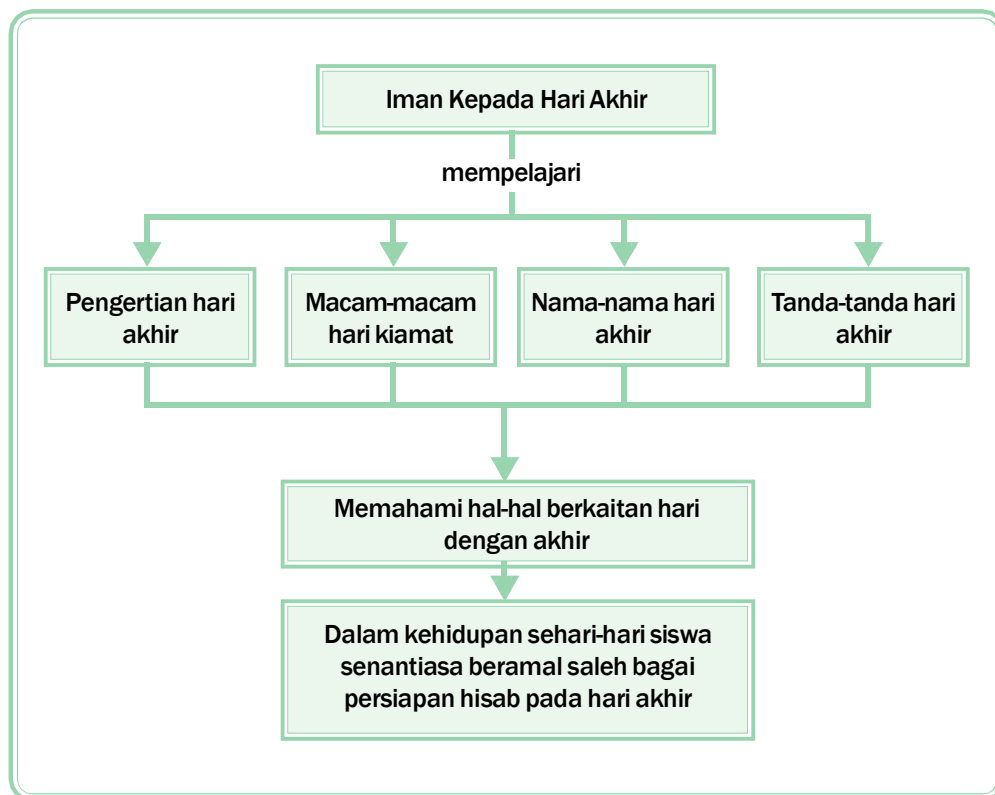 Iman Kepada Hari Akhir
mempelajari
Pengertian hari
akhir
Macam-macam
hari kiamat
Nama-nama hari
akhir
Tanda-tanda hari
akhir
Memahami hal-hal berkaitan hari
dengan akhir
Dalam kehidupan sehari-hari siswa
senantiasa beramal saleh bagai
persiapan hisab pada hari akhir